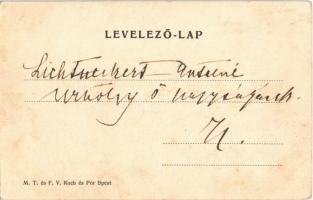 LEVELEZŐ-LAP
Lichtneckert Antalné
úrhölgy ő nagyságának
H.
M. T. és F. V. Koch és Pór Bpest